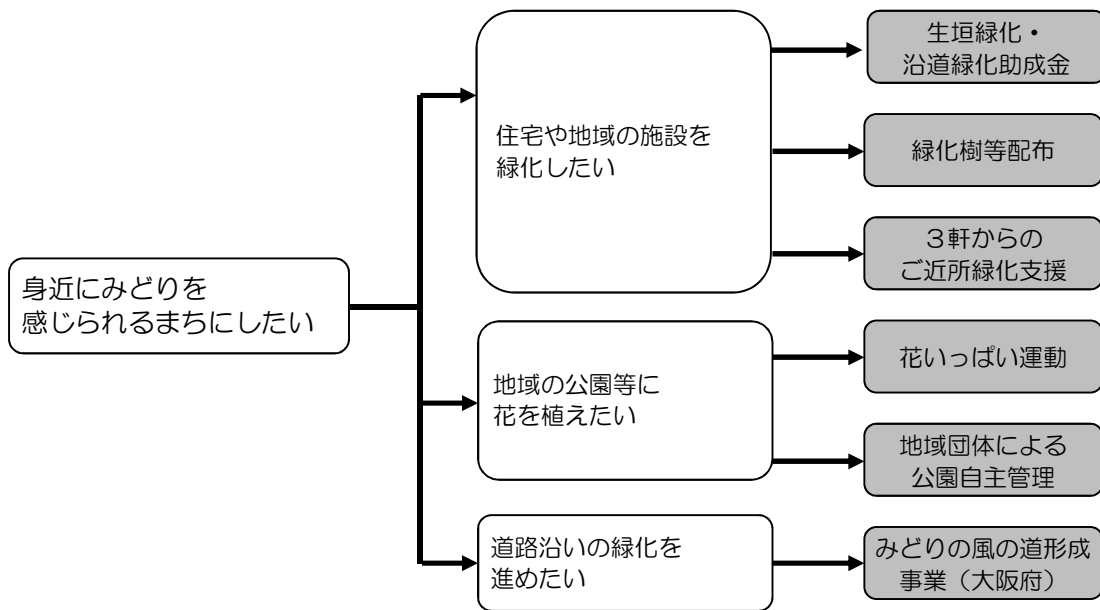 身近にみどりを
感じられるまちにしたい
住宅や地域の施設を
緑化したい
生垣緑化・
沿道緑化助成金
緑化樹等配布
３軒からの
ご近所緑化支援
地域の公園等に
花を植えたい
花いっぱい運動
地域団体による
公園自主管理
道路沿いの緑化を
進めたい
みどりの風の道形成
事業（大阪府）